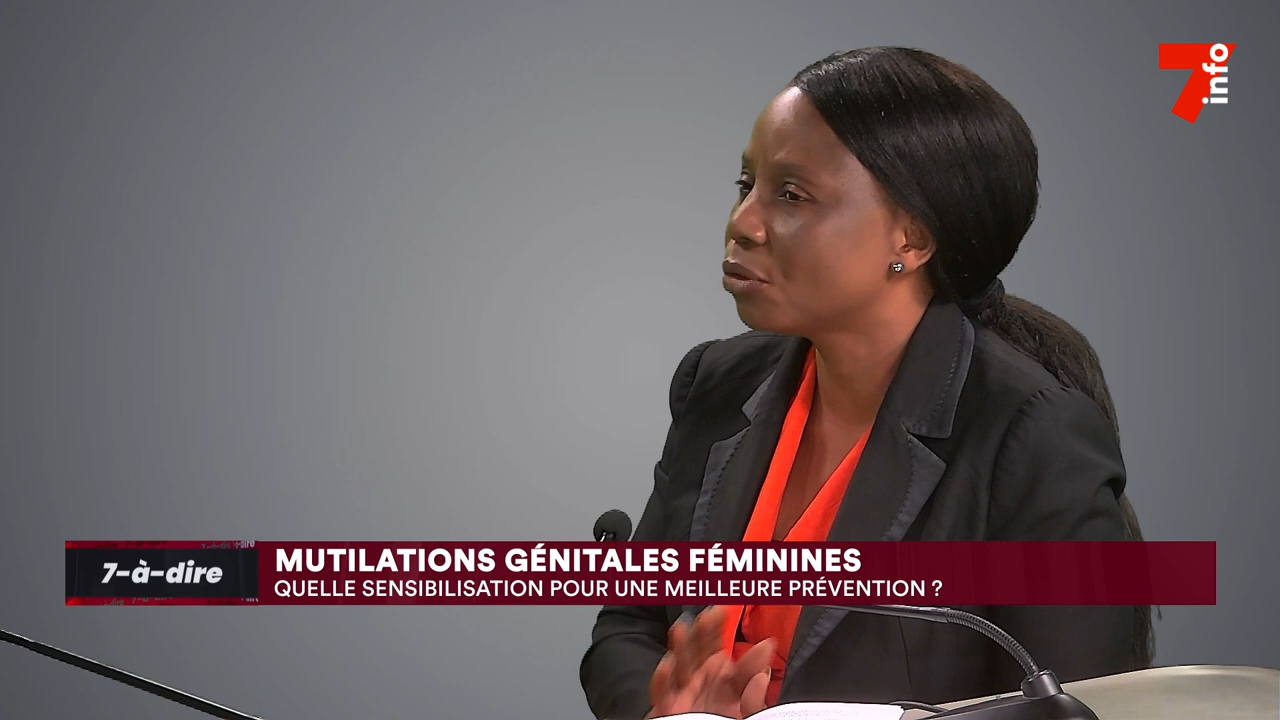 7info
MUTILATIONS GÉNITALES FÉMININES
7-à-dire
QUELLE SENSIBILISATION POUR UNE MEILLEURE PRÉVENTION ?